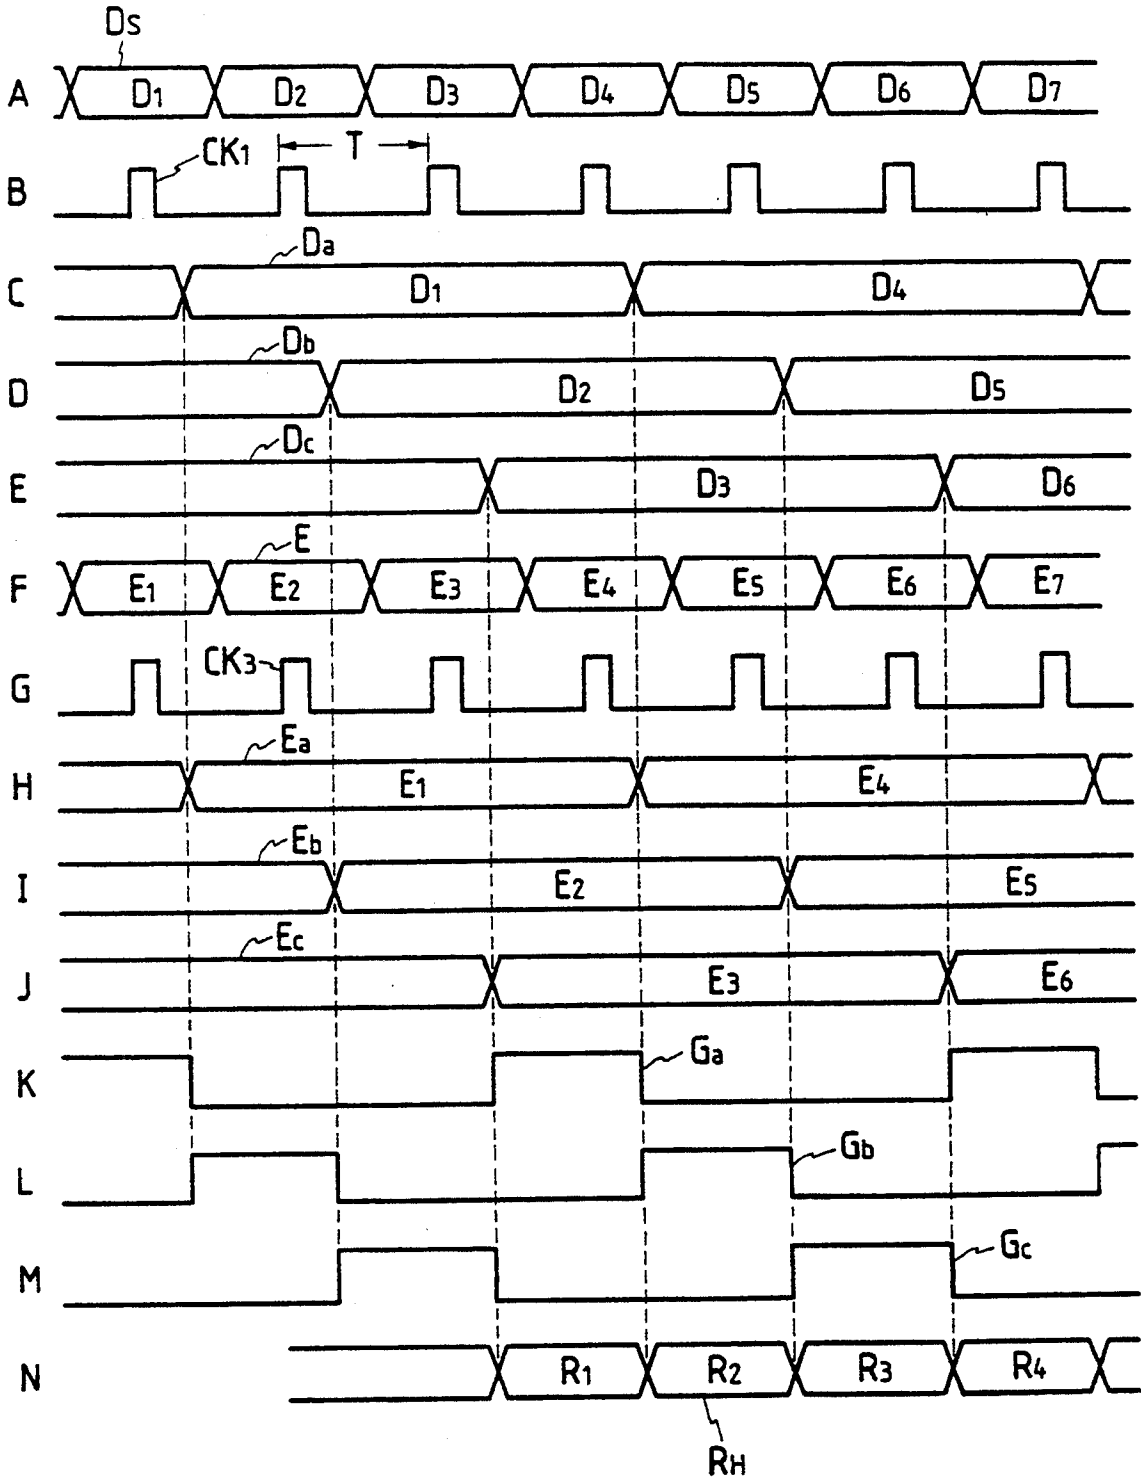 Ds
A D1 D2 D3 D4 D5 D6 D7
CK1 T
B
Da
C D1 D4
Db
D D2 D5
Dc
E D3 D6
E
F E1 E2 E3 E4 E5 E6 E7
CK3
G
Ea
H E1 E4
Eb
I E2 E5
Ec
J E3 E6
K Ga
L Gb
M Gc
N R1 R2 R3 R4
RH